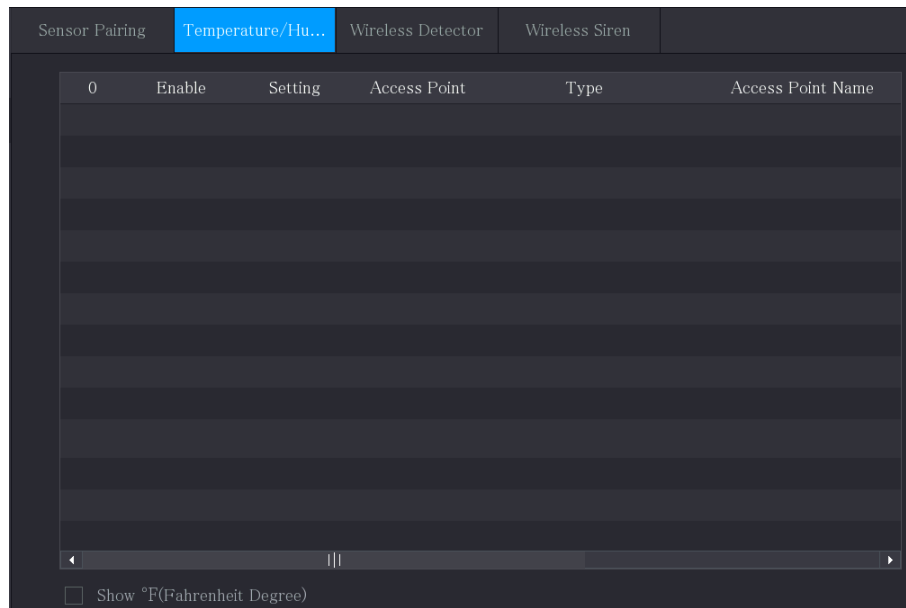 Sensor Pairing Temperature/Hu... Wireless Detector Wireless Siren
0 Enable Setting Access Point Type Access Point Name
Show °F(Fahrenheit Degree)